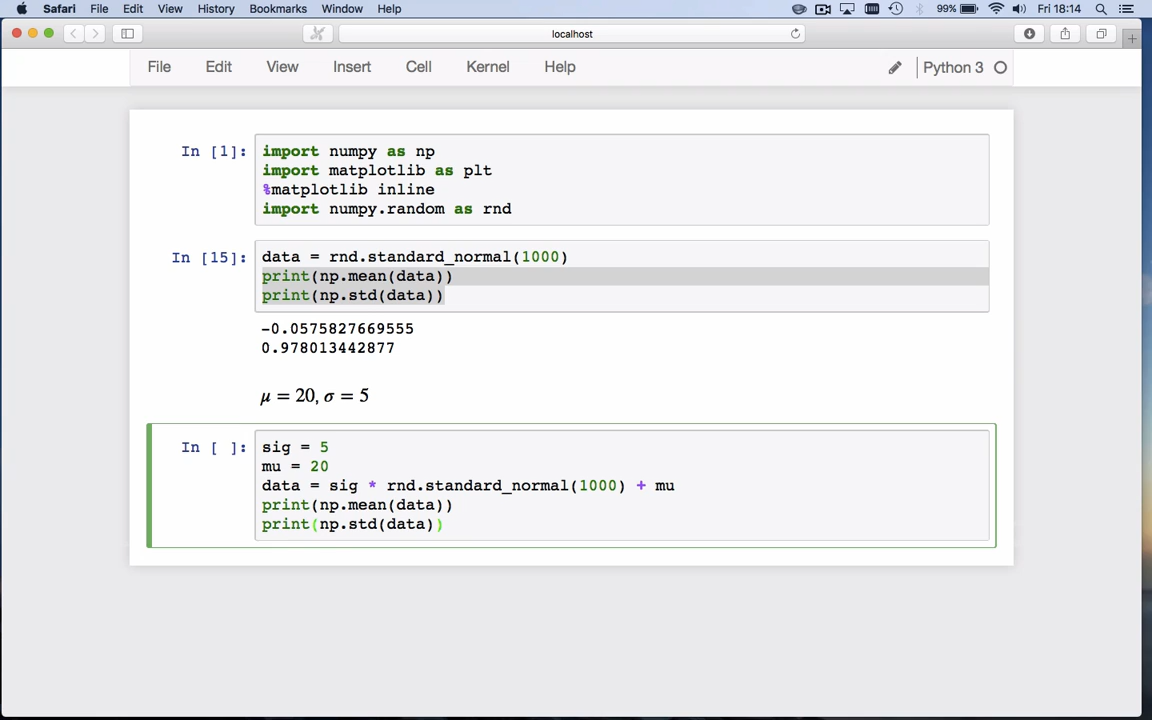 Safari File Edit View History Bookmarks Window Help 99% Fri 18:14
localhost
File Edit View Insert Cell Kernel Help Python 3
In [1]: import numpy as np
import matplotlib as plt
%matplotlib inline
import numpy.random as rnd
In [15]: data = rnd.standard_normal(1000)
print(np.mean(data))
print(np.std(data))
-0.0575827669555
0.978013442877
μ = 20, σ = 5
In [ ]: sig = 5
mu = 20
data = sig * rnd.standard_normal(1000) + mu
print(np.mean(data))
print(np.std(data))